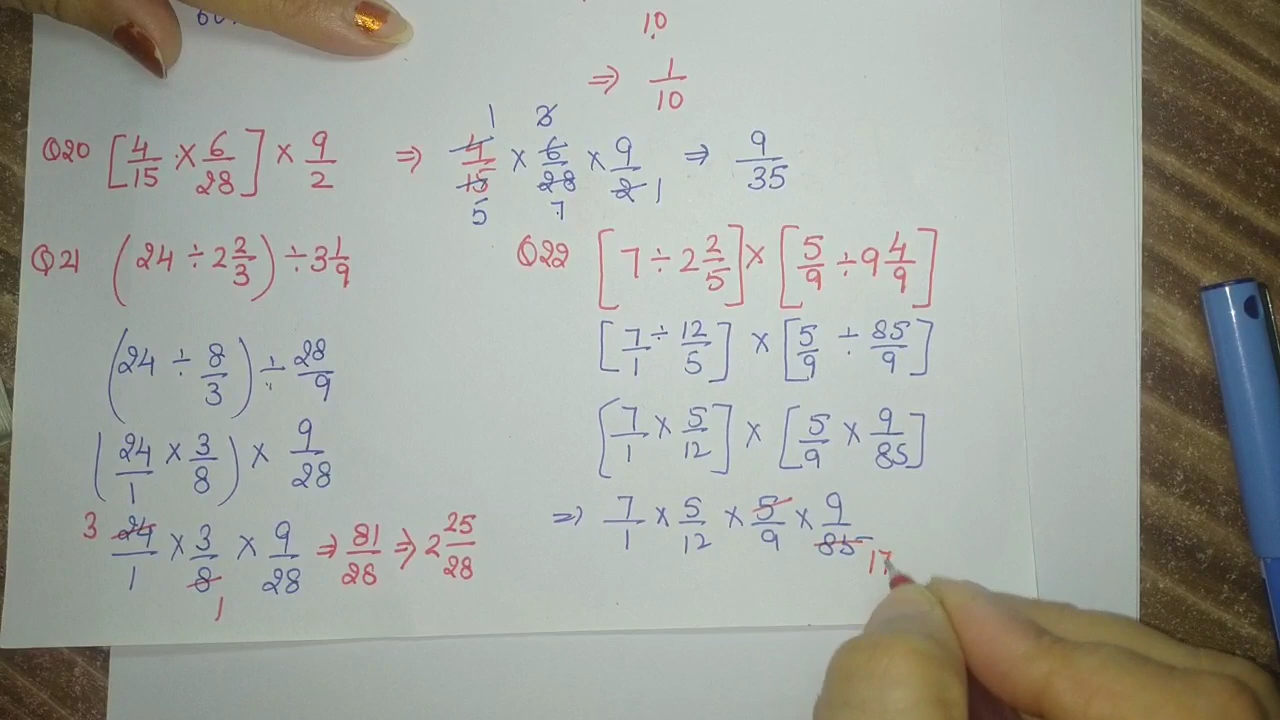 10
⇒ 1/10
Q20 [4/15 × 6/28] × 9/2 ⇒ 4/15 × 6/28 × 9/2 ⇒ 9/35
1 2
5 7 1
Q21 (24 ÷ 2 2/3) ÷ 3 1/9
(24 ÷ 8/3) ÷ 28/9
(24/1 × 3/8) × 9/28
3 24/1 × 3/8 × 9/28 ⇒ 81/28 ⇒ 2 25/28
1
Q22 [7 ÷ 2 2/5] × [5/9 ÷ 9 4/9]
[7/1 ÷ 12/5] × [5/9 ÷ 85/9]
[7/1 × 5/12] × [5/9 × 9/85]
⇒ 7/1 × 5/12 × 5/9 × 9/85
17